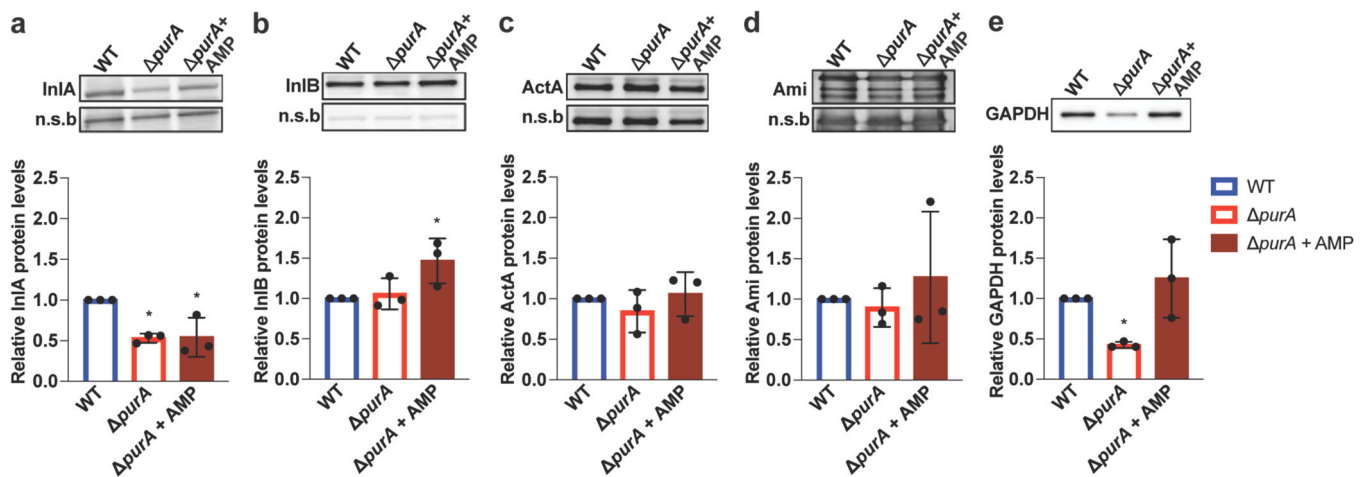 a
WT
ΔpurA
ΔpurA+
AMP
InlA
n.s.b
Relative InlA protein levels
2.5
2.0
1.5
1.0
0.5
0.0
*
*
WT
ΔpurA
ΔpurA + AMP
b
WT
ΔpurA
ΔpurA+
AMP
InlB
n.s.b
Relative InlB protein levels
2.5
2.0
1.5
1.0
0.5
0.0
*
WT
ΔpurA
ΔpurA + AMP
c
WT
ΔpurA
ΔpurA+
AMP
ActA
n.s.b
Relative ActA protein levels
2.5
2.0
1.5
1.0
0.5
0.0
WT
ΔpurA
ΔpurA + AMP
d
WT
ΔpurA
ΔpurA+
AMP
Ami
n.s.b
Relative Ami protein levels
2.5
2.0
1.5
1.0
0.5
0.0
WT
ΔpurA
ΔpurA + AMP
e
WT
ΔpurA
ΔpurA+
AMP
GAPDH
Relative GAPDH protein levels
2.5
2.0
1.5
1.0
0.5
0.0
*
WT
ΔpurA
ΔpurA + AMP
WT
ΔpurA
ΔpurA + AMP